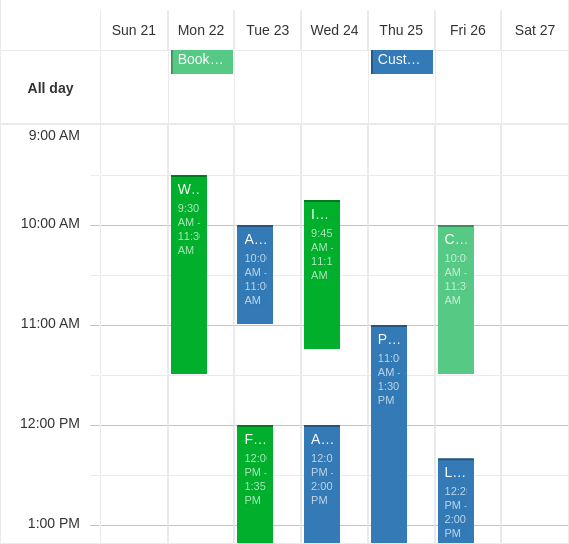 Sun 21 Mon 22 Tue 23 Wed 24 Thu 25 Fri 26 Sat 27
All day
Book…
Cust…
9:00 AM
10:00 AM
11:00 AM
12:00 PM
1:00 PM
W…
9:30
AM -
11:30
AM
A…
10:00
AM -
11:00
AM
F…
12:00
PM -
1:35
PM
I…
9:45
AM -
11:1
AM
A…
12:0
PM -
2:00
PM
P…
11:0
AM -
1:30
PM
C…
10:0
AM -
11:3
AM
L…
12:2
PM -
2:00
PM